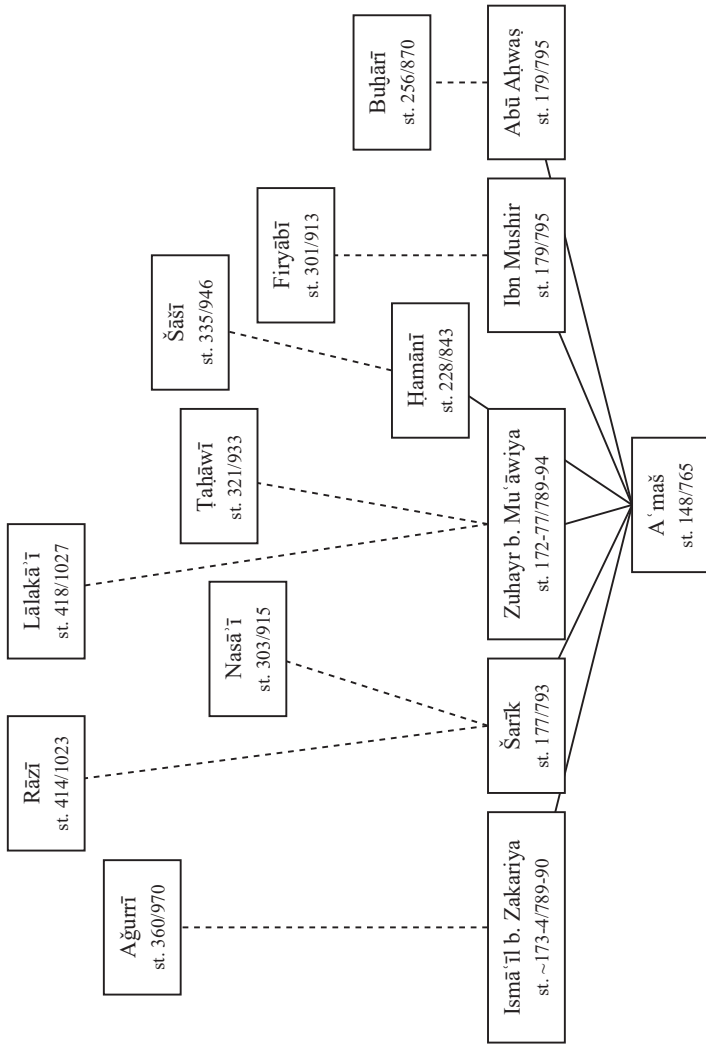 Rāzī
st. 414/1023
Lālakāʾī
st. 418/1027
Ağurrī
st. 360/970
Šāšī
st. 335/946
Ṭaḥāwī
st. 321/933
Nasāʾī
st. 303/915
Firyābī
st. 301/913
Buḫārī
st. 256/870
Ḥamānī
st. 228/843
Ismāʿīl b. Zakariya
st. ~173-4/789-90
Šarīk
st. 177/793
Zuhayr b. Muʿāwiya
st. 172-77/789-94
Ibn Mushir
st. 179/795
Abū Aḥwaṣ
st. 179/795
Aʿmaš
st. 148/765